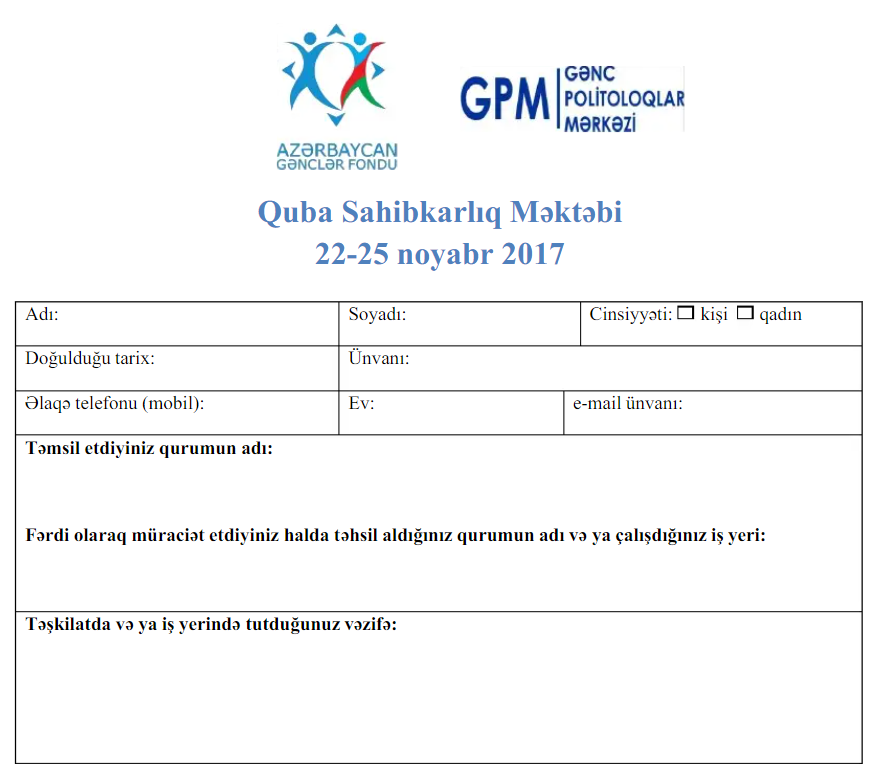 AZƏRBAYCAN
GƏNCLƏR FONDU
GPM
GƏNC
POLİTOLOQLAR
MƏRKƏZİ
Quba Sahibkarlıq Məktəbi
22-25 noyabr 2017
Adı: Soyadı: Cinsiyyəti: kişi qadın
Doğulduğu tarix: Ünvanı:
Əlaqə telefonu (mobil): Ev: e-mail ünvanı:
Təmsil etdiyiniz qurumun adı:
Fərdi olaraq müraciət etdiyiniz halda təhsil aldığınız qurumun adı və ya çalışdığınız iş yeri:
Təşkilatda və ya iş yerində tutduğunuz vəzifə: